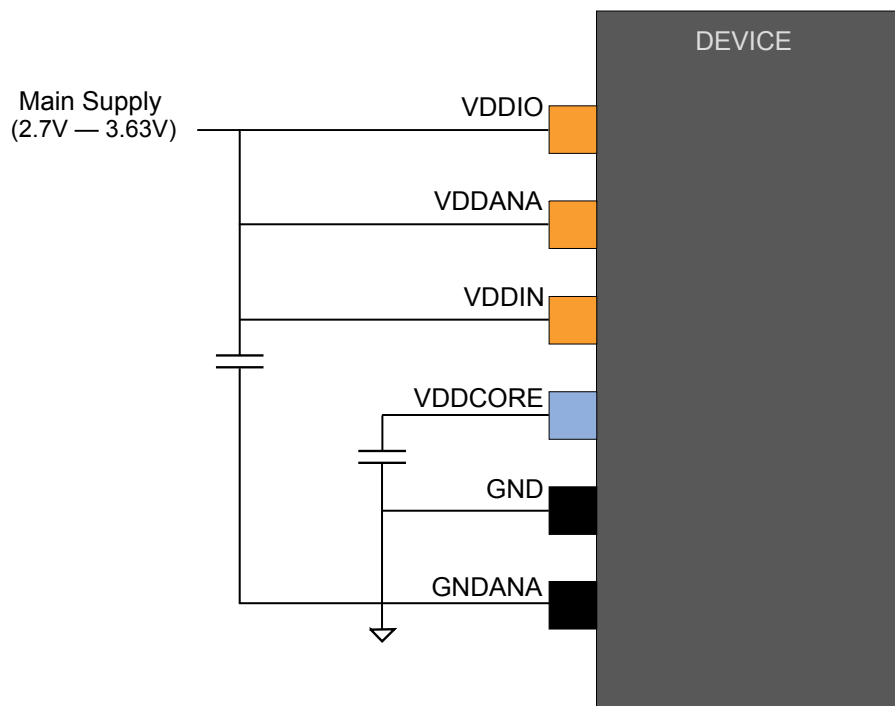 DEVICE
Main Supply
(2.7V — 3.63V)
VDDIO
VDDANA
VDDIN
VDDCORE
GND
GNDANA